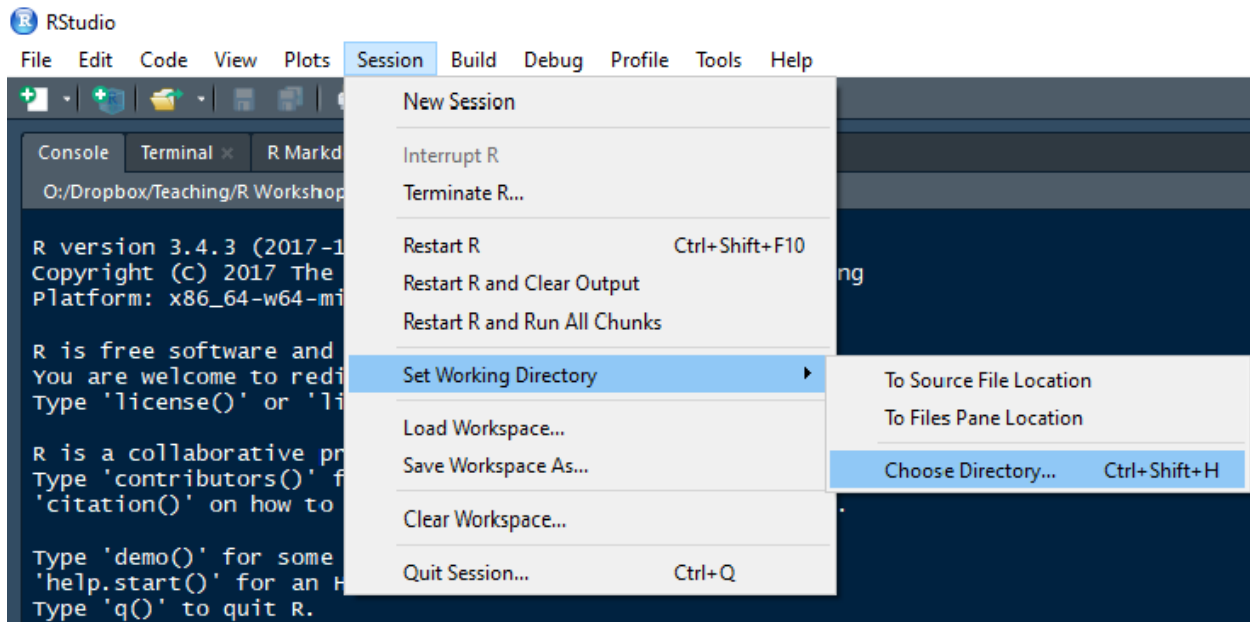 RStudio
File Edit Code View Plots Session Build Debug Profile Tools Help
New Session
Interrupt R
Terminate R...
Restart R Ctrl+Shift+F10
Restart R and Clear Output
Restart R and Run All Chunks
Set Working Directory
Load Workspace...
Save Workspace As...
Clear Workspace...
Quit Session... Ctrl+Q
To Source File Location
To Files Pane Location
Choose Directory... Ctrl+Shift+H
Console Terminal R Markd
O:/Dropbox/Teaching/R Workshop
R version 3.4.3 (2017-1
Copyright (C) 2017 The ng
Platform: x86_64-w64-mi
R is free software and
You are welcome to redi
Type 'license()' or 'li
R is a collaborative pr
Type 'contributors()' f
'citation()' on how to .
Type 'demo()' for some
'help.start()' for an H
Type 'q()' to quit R.